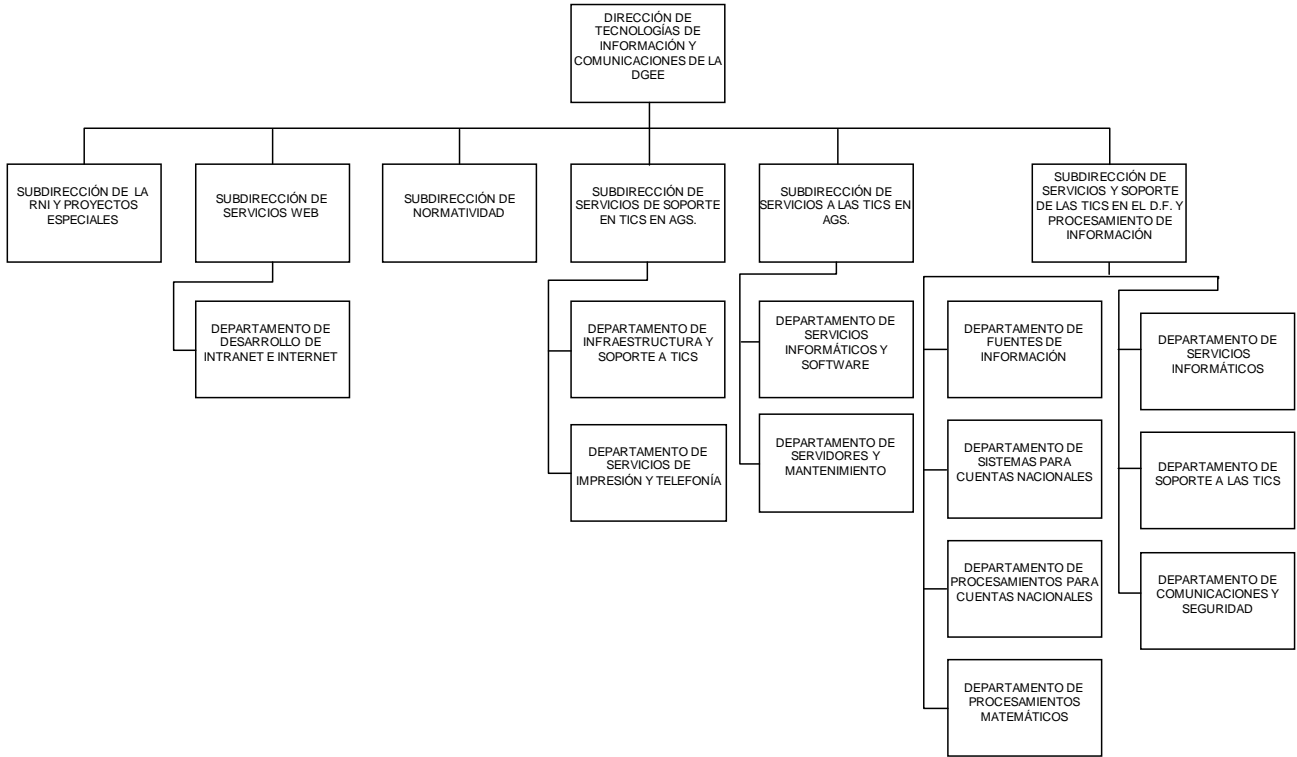 DIRECCIÓN DE
TECNOLOGÍAS DE
INFORMACIÓN Y
COMUNICACIONES DE LA
DGEE
SUBDIRECCIÓN DE LA
RNI Y PROYECTOS
ESPECIALES
SUBDIRECCIÓN DE
SERVICIOS WEB
SUBDIRECCIÓN DE
NORMATIVIDAD
SUBDIRECCIÓN DE
SERVICIOS DE SOPORTE
EN TICS EN AGS.
SUBDIRECCIÓN DE
SERVICIOS A LAS TICS EN
AGS.
SUBDIRECCIÓN DE
SERVICIOS Y SOPORTE
DE LAS TICS EN EL D.F. Y
PROCESAMIENTO DE
INFORMACIÓN
DEPARTAMENTO DE
DESARROLLO DE
INTRANET E INTERNET
DEPARTAMENTO DE
INFRAESTRUCTURA Y
SOPORTE A TICS
DEPARTAMENTO DE
SERVICIOS DE
IMPRESIÓN Y TELEFONÍA
DEPARTAMENTO DE
SERVICIOS
INFORMÁTICOS Y
SOFTWARE
DEPARTAMENTO DE
SERVIDORES Y
MANTENIMIENTO
DEPARTAMENTO DE
FUENTES DE
INFORMACIÓN
DEPARTAMENTO DE
SISTEMAS PARA
CUENTAS NACIONALES
DEPARTAMENTO DE
PROCESAMIENTOS PARA
CUENTAS NACIONALES
DEPARTAMENTO DE
PROCESAMIENTOS
MATEMÁTICOS
DEPARTAMENTO DE
SERVICIOS
INFORMÁTICOS
DEPARTAMENTO DE
SOPORTE A LAS TICS
DEPARTAMENTO DE
COMUNICACIONES Y
SEGURIDAD